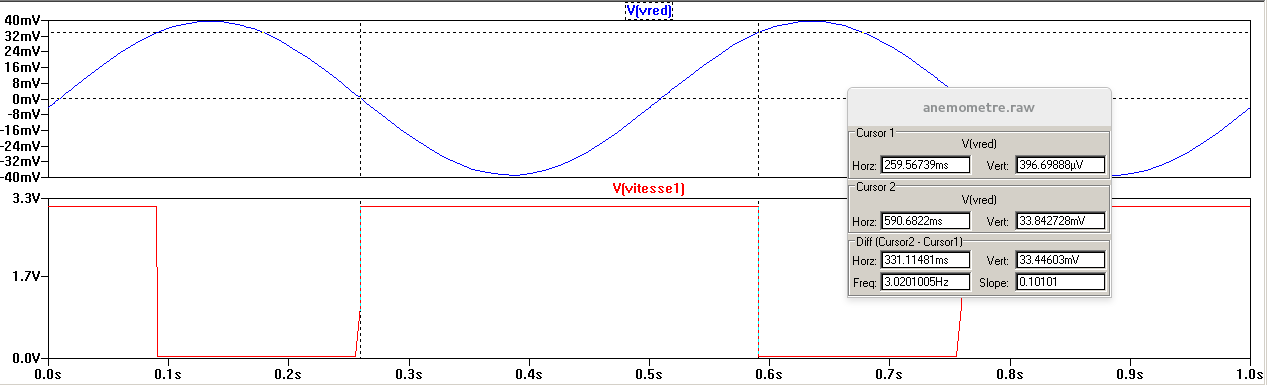 V(vred)
40mV
32mV
24mV
16mV
8mV
0mV
-8mV
-16mV
-24mV
-32mV
-40mV
anemometre.raw
Cursor 1
V(vred)
Horz: 259.56739ms Vert: 396.69888µV
Cursor 2
V(vred)
Horz: 590.6822ms Vert: 33.842728mV
Diff (Cursor2 - Cursor1)
Horz: 331.11481ms Vert: 33.44603mV
Freq: 3.0201005Hz Slope: 0.10101
V(vitesse1)
3.3V
1.7V
0.0V
0.0s 0.1s 0.2s 0.3s 0.4s 0.5s 0.6s 0.7s 0.8s 0.9s 1.0s